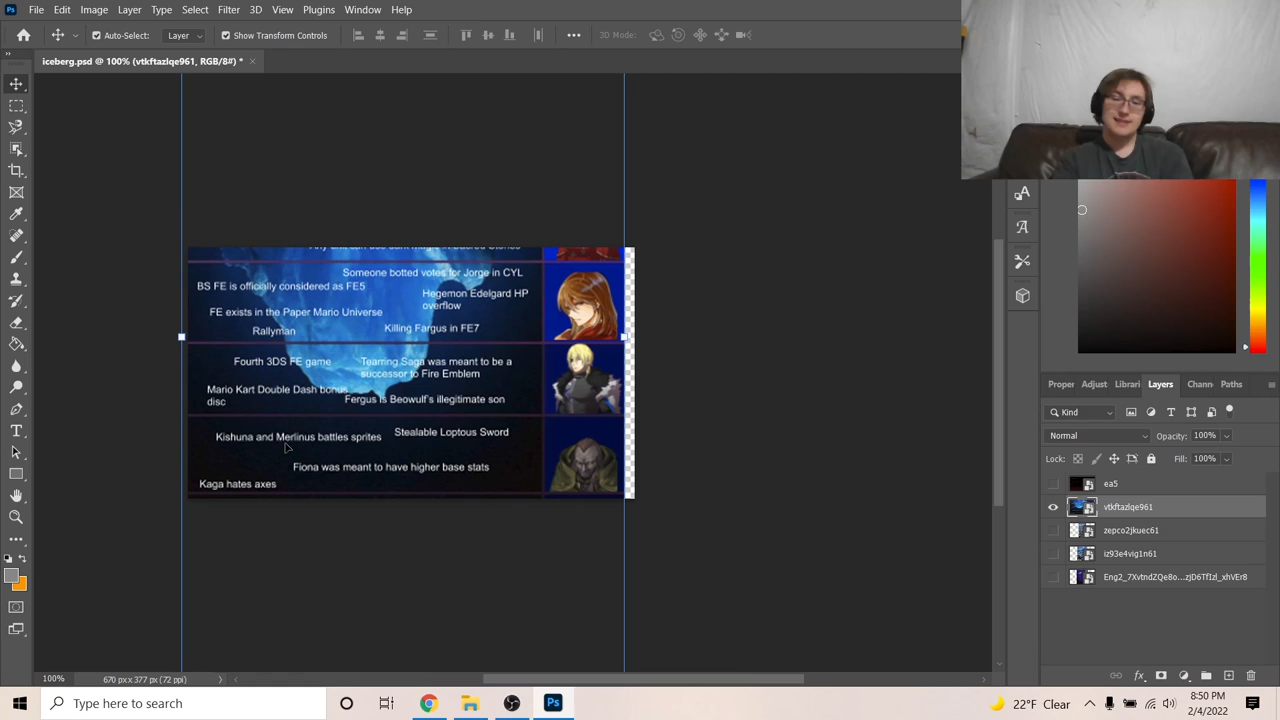 Ps File Edit Image Layer Type Select Filter 3D View Plugins Window Help
Auto-Select: Layer Show Transform Controls 3D Mode:
iceberg.psd @ 100% (vtkftazlqe961, RGB/8#) *
Someone botted votes for Jorge in CYL
BS FE is officially considered as FE5
Hegemon Edelgard HP
overflow
FE exists in the Paper Mario Universe
Rallyman
Killing Fargus in FE7
Fourth 3DS FE game
Tearring Saga was meant to be a
successor to Fire Emblem
Mario Kart Double Dash bonus
disc
Fergus is Beowulf's illegitimate son
Kishuna and Merlinus battles sprites
Stealable Loptous Sword
Fiona was meant to have higher base stats
Kaga hates axes
Proper Adjust Librari Layers Chann Paths
Kind
Normal Opacity: 100%
Lock: Fill: 100%
ea5
vtkftazlqe961
zepco2jkuec61
iz93e4vig1n61
Eng2_7XvtndZQe8o...zjD6TfIzl_xhVEr8
100% 670 px x 377 px (72 ppi)
Type here to search
Ps
22°F Clear
8:50 PM
2/4/2022